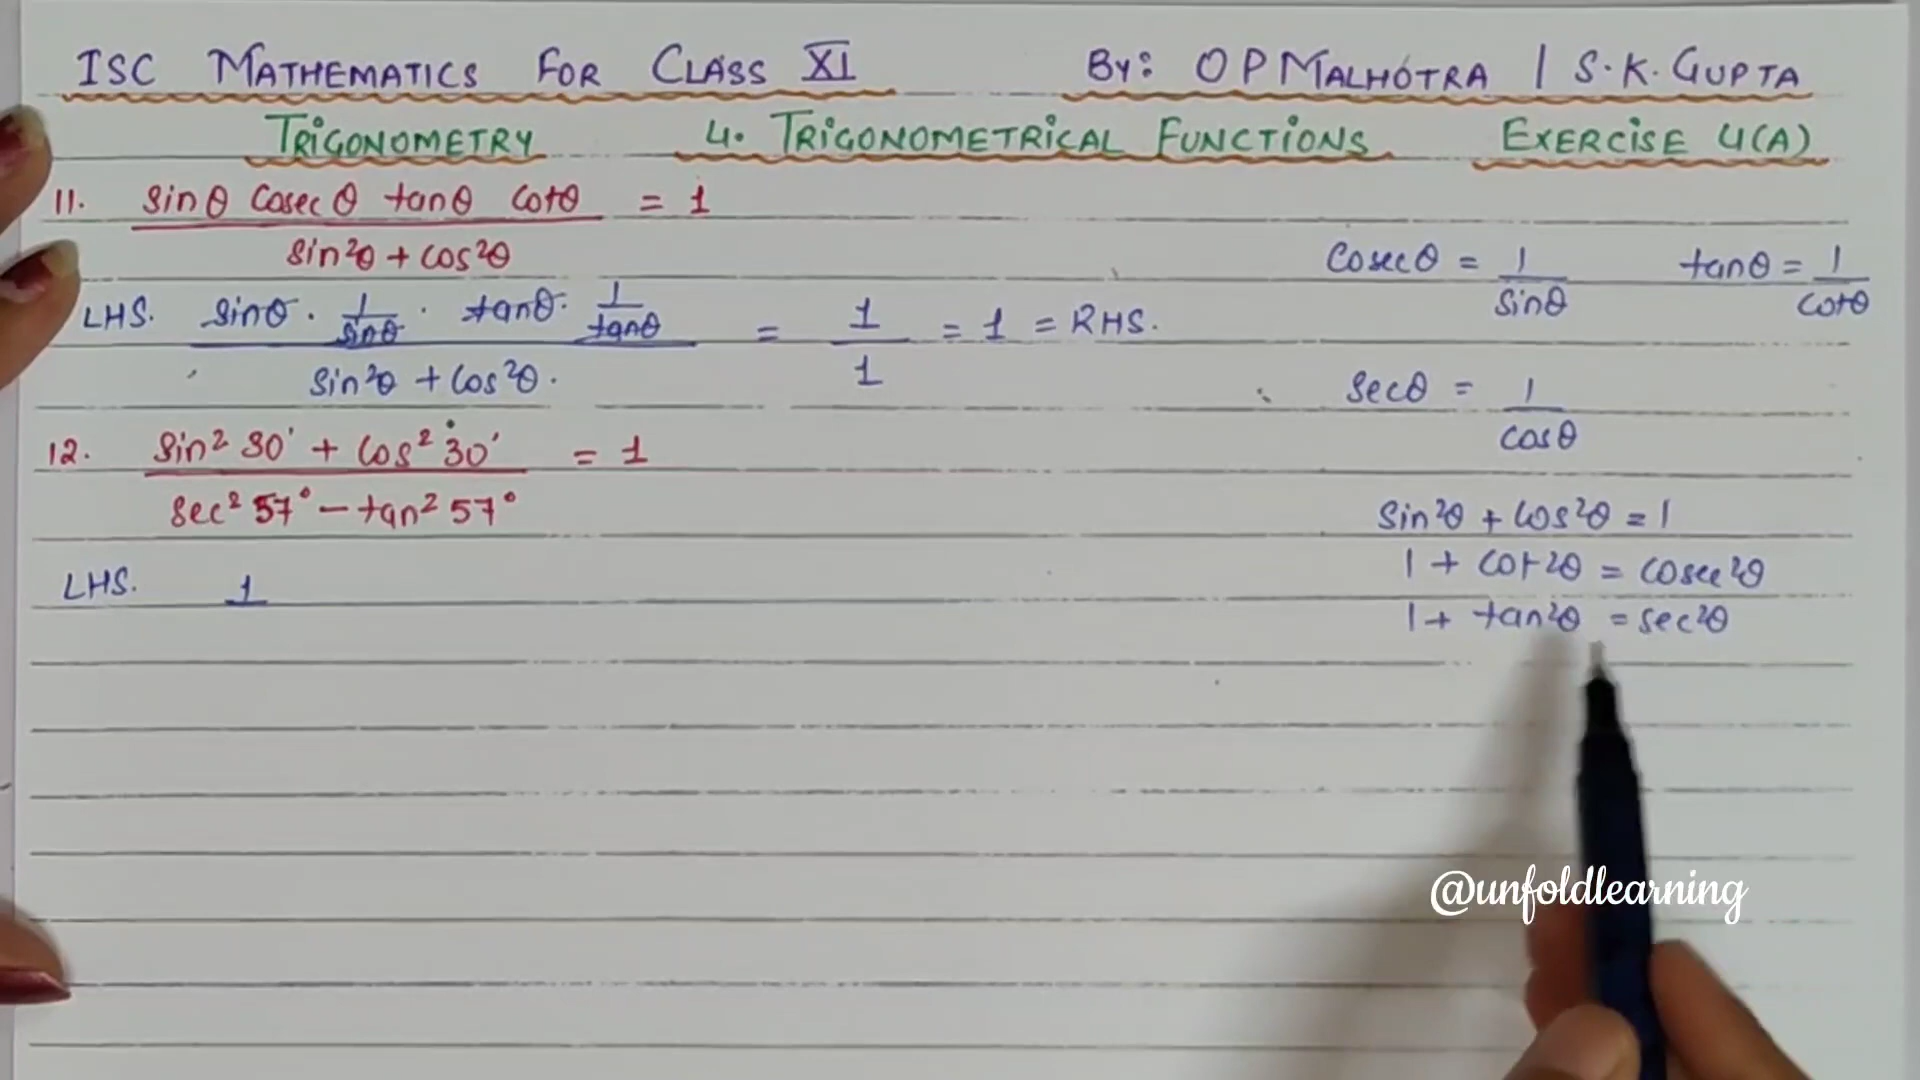 ISC MATHEMATICS FOR CLASS XI By: OP MALHOTRA | S.K. GUPTA
TRIGONOMETRY 4. TRIGONOMETRICAL FUNCTIONS EXERCISE 4(A)
11. sinθ cosecθ tanθ cotθ = 1
sin²θ + cos²θ
cosecθ = 1/sinθ tanθ = 1/cotθ
LHS. sinθ · 1/sinθ · tanθ · 1/tanθ = 1/1 = 1 = RHS.
sin²θ + cos²θ.
secθ = 1/cosθ
12. sin² 30' + cos² 30' = 1
sec² 57° – tan² 57°
sin²θ + cos²θ = 1
LHS. 1
1 + cot²θ = cosec²θ
1 + tan²θ = sec²θ
@unfoldlearning